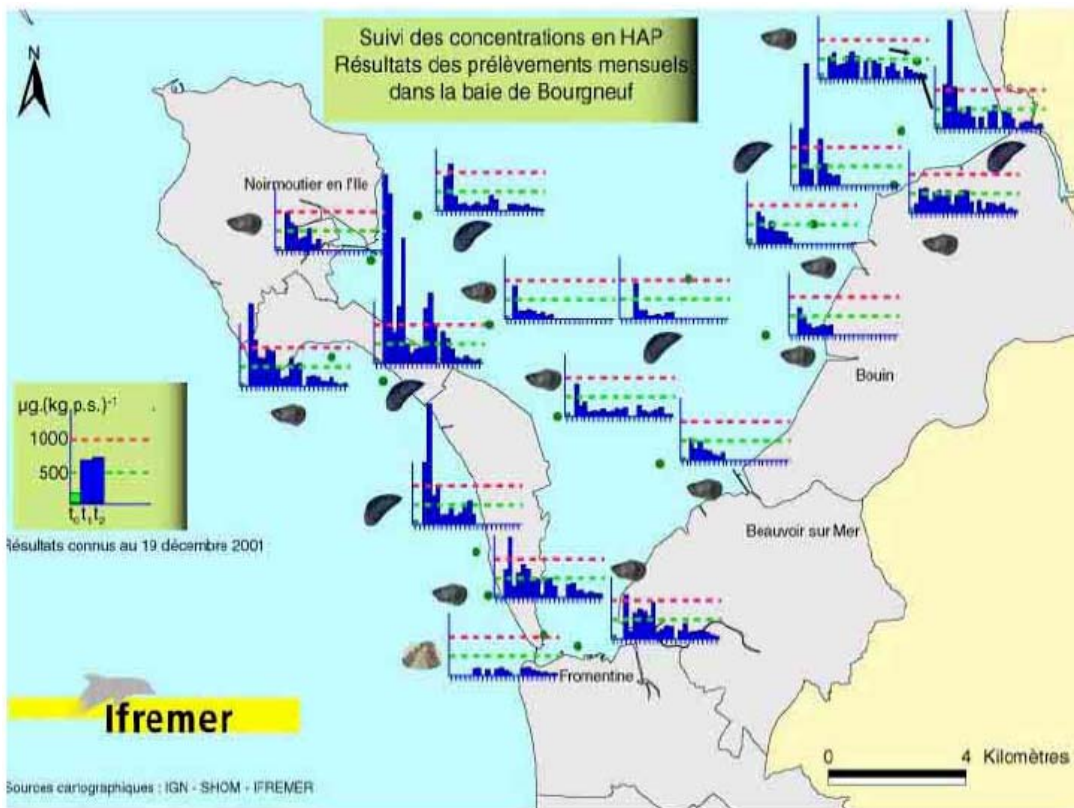 Suivi des concentrations en HAP
Résultats des prélèvements mensuels
dans la baie de Bourgneuf
N
Noirmoutier en l'Ile
Bouin
Beauvoir sur Mer
Fromentine
µg.(kg p.s.)-1
1000
500
t0 t1 t2
Résultats connus au 19 décembre 2001
Ifremer
0 4 Kilomètres
Sources cartographiques : IGN - SHOM - IFREMER